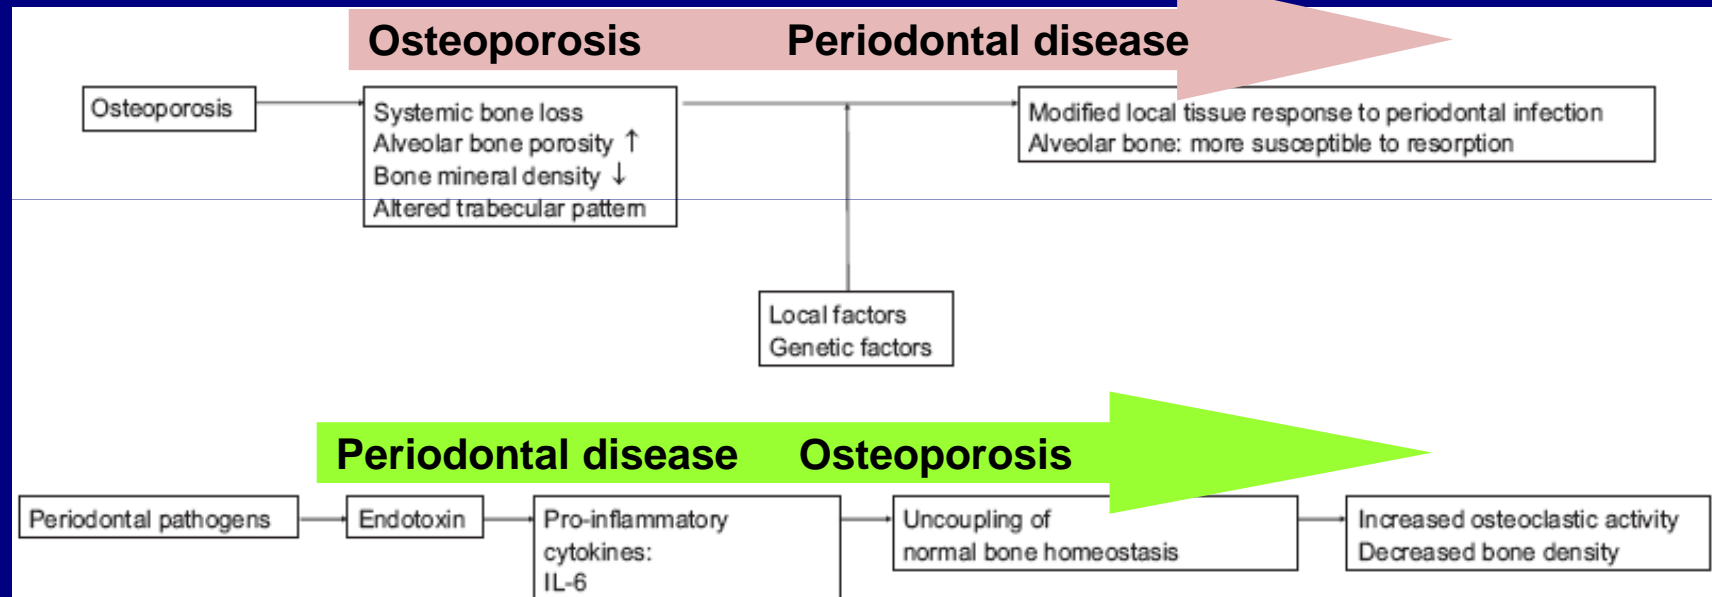 Osteoporosis Periodontal disease
Osteoporosis
Systemic bone loss
Alveolar bone porosity ↑
Bone mineral density ↓
Altered trabecular pattern
Modified local tissue response to periodontal infection
Alveolar bone: more susceptible to resorption
Local factors
Genetic factors
Periodontal disease Osteoporosis
Periodontal pathogens
Endotoxin
Pro-inflammatory
cytokines:
IL-6
Uncoupling of
normal bone homeostasis
Increased osteoclastic activity
Decreased bone density